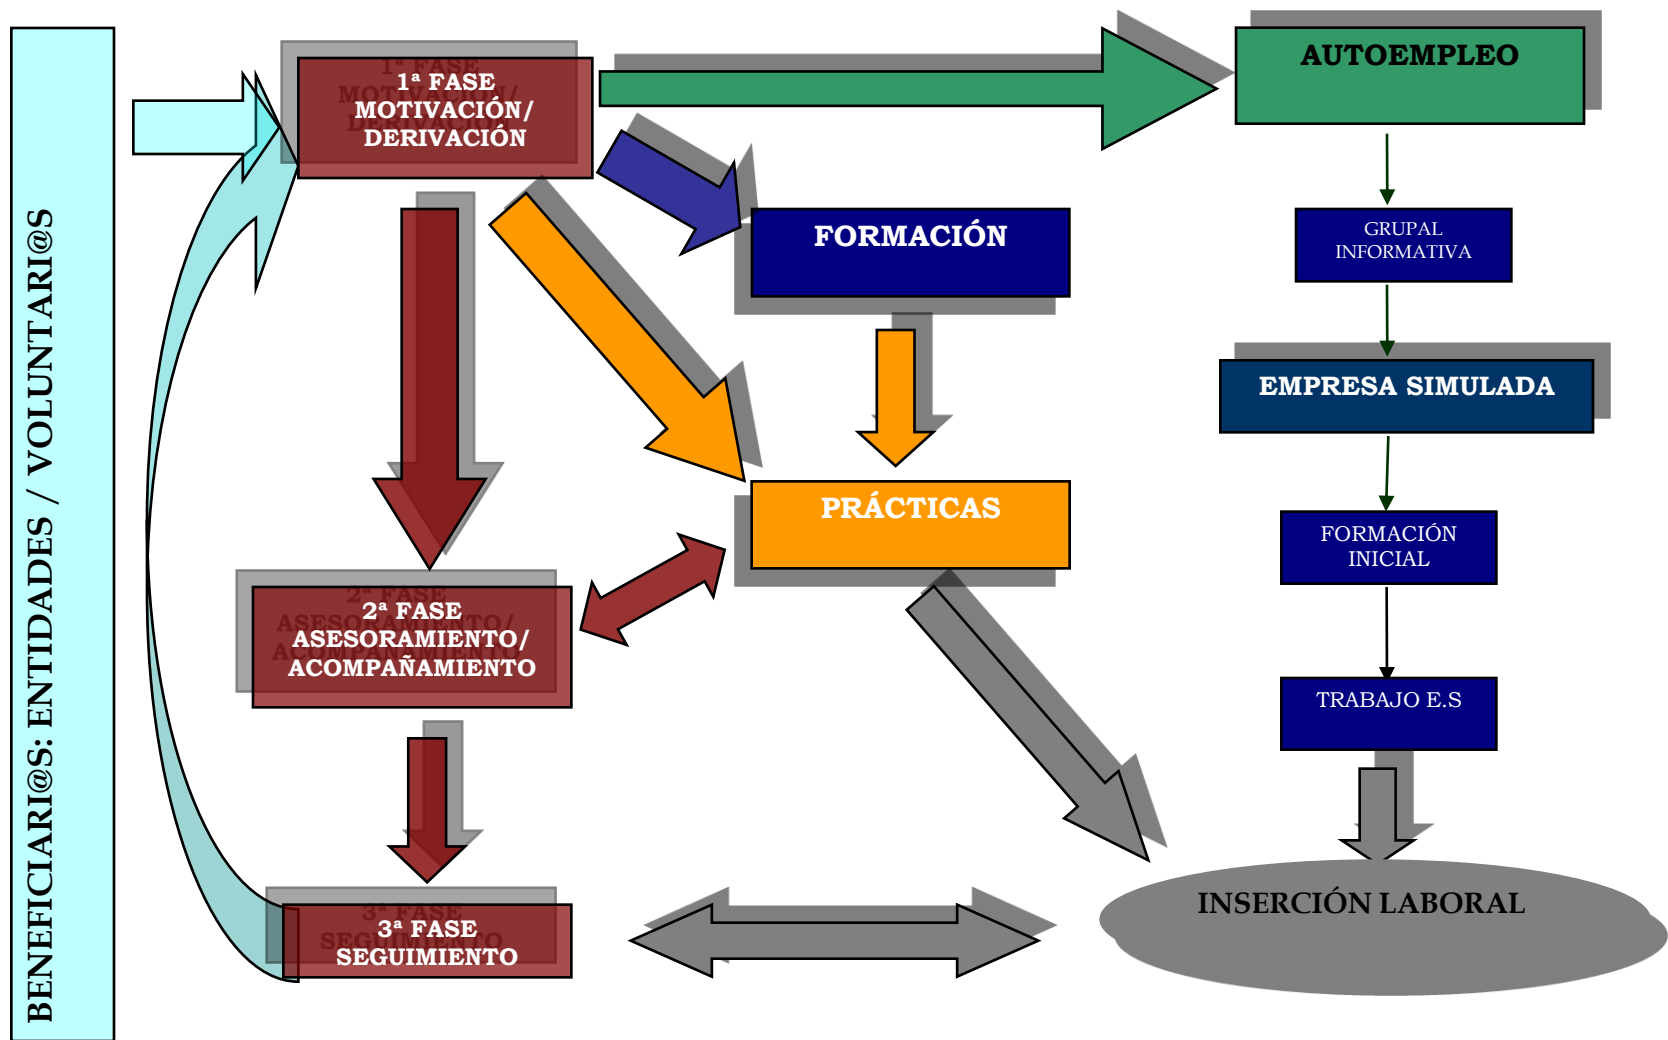 BENEFICIARI@S: ENTIDADES / VOLUNTARI@S
1ª FASE
MOTIVACIÓN/
DERIVACIÓN
AUTOEMPLEO
FORMACIÓN
GRUPAL
INFORMATIVA
EMPRESA SIMULADA
PRÁCTICAS
FORMACIÓN
INICIAL
2ª FASE
ASESORAMIENTO/
ACOMPAÑAMIENTO
TRABAJO E.S
3ª FASE
SEGUIMIENTO
INSERCIÓN LABORAL